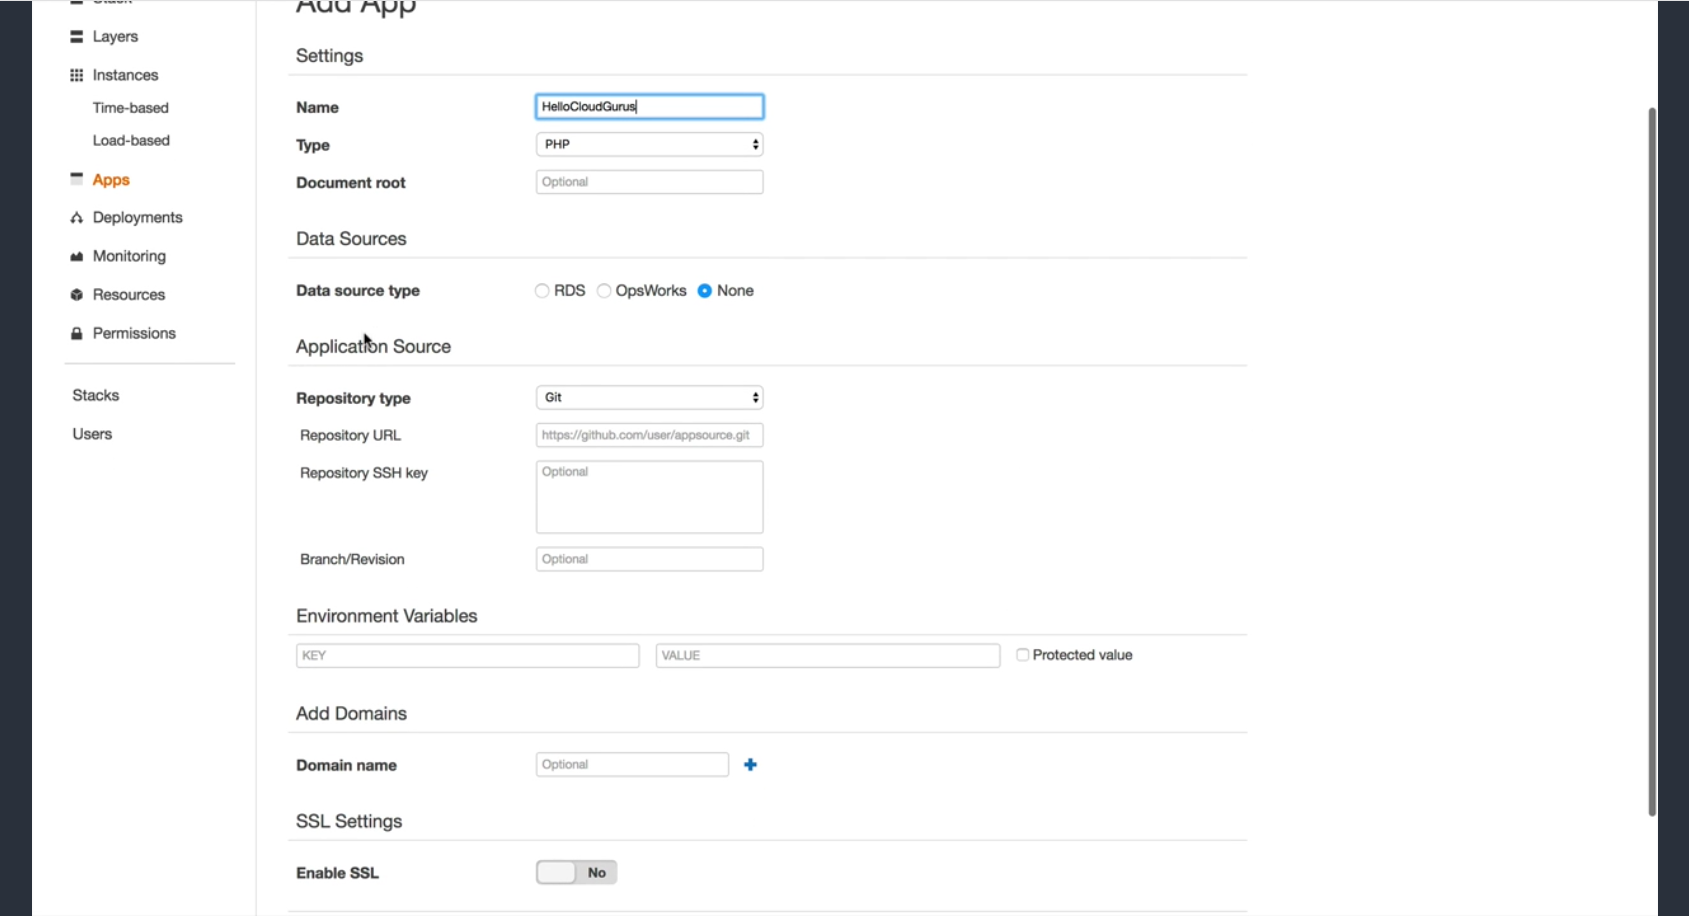 Stack
Add App
Layers
Settings
Instances
Name HelloCloudGurus
Time-based
Type PHP
Load-based
Apps
Document root Optional
Deployments
Data Sources
Monitoring
Resources
Data source type RDS OpsWorks None
Permissions
Application Source
Stacks
Repository type Git
Users
Repository URL https://github.com/user/appsource.git
Repository SSH key Optional
Branch/Revision Optional
Environment Variables
KEY VALUE Protected value
Add Domains
Domain name Optional
SSL Settings
Enable SSL No